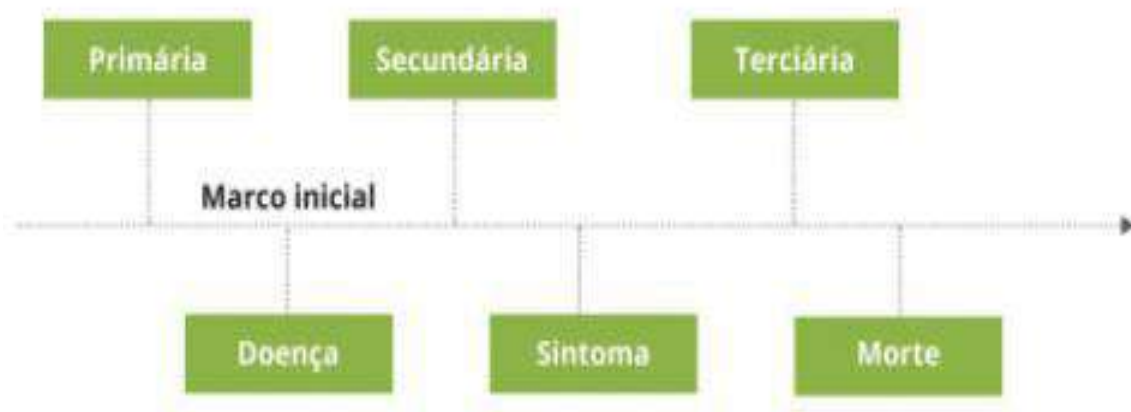 Primária
Secundária
Terciária
Marco inicial
Doença
Sintoma
Morte